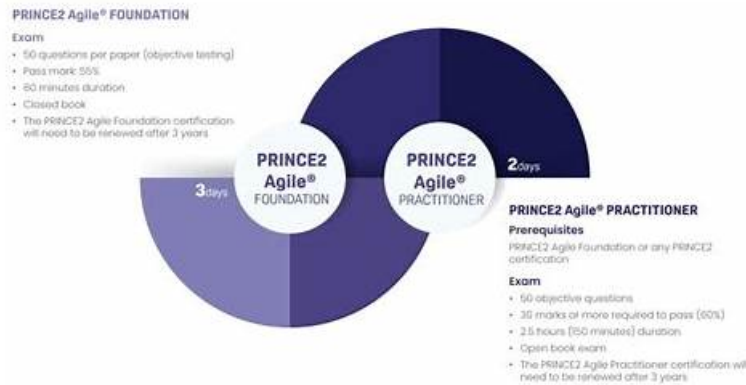 PRINCE2 Agile® FOUNDATION
Exam
• 50 questions per paper (objective testing)
• Pass mark 55%
• 60 minutes duration
• Closed book
• The PRINCE2 Agile Foundation certification
will need to be renewed after 3 years
PRINCE2
Agile®
FOUNDATION
3days
PRINCE2
Agile®
PRACTITIONER
2days
PRINCE2 Agile® PRACTITIONER
Prerequisites
PRINCE2 Agile Foundation or any PRINCE2
certification
Exam
• 50 objective questions
• 30 marks or more required to pass (60%)
• 2.5 hours (150 minutes) duration
• Open book exam
• The PRINCE2 Agile Practitioner certification will
need to be renewed after 3 years